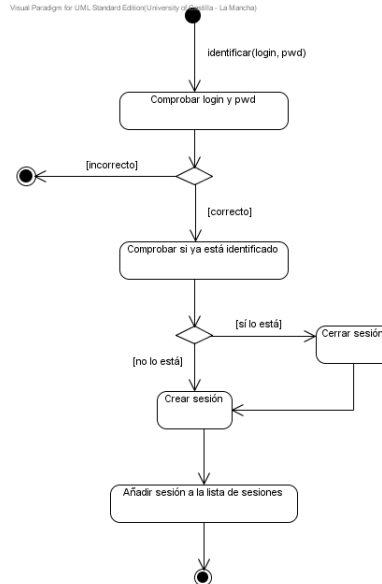 Visual Paradigm for UML Standard Edition(University of Castilla - La Mancha)
identificar(login, pwd)
Comprobar login y pwd
[incorrecto]
[correcto]
Comprobar si ya está identificado
[sí lo está]
Cerrar sesión
[no lo está]
Crear sesión
Añadir sesión a la lista de sesiones